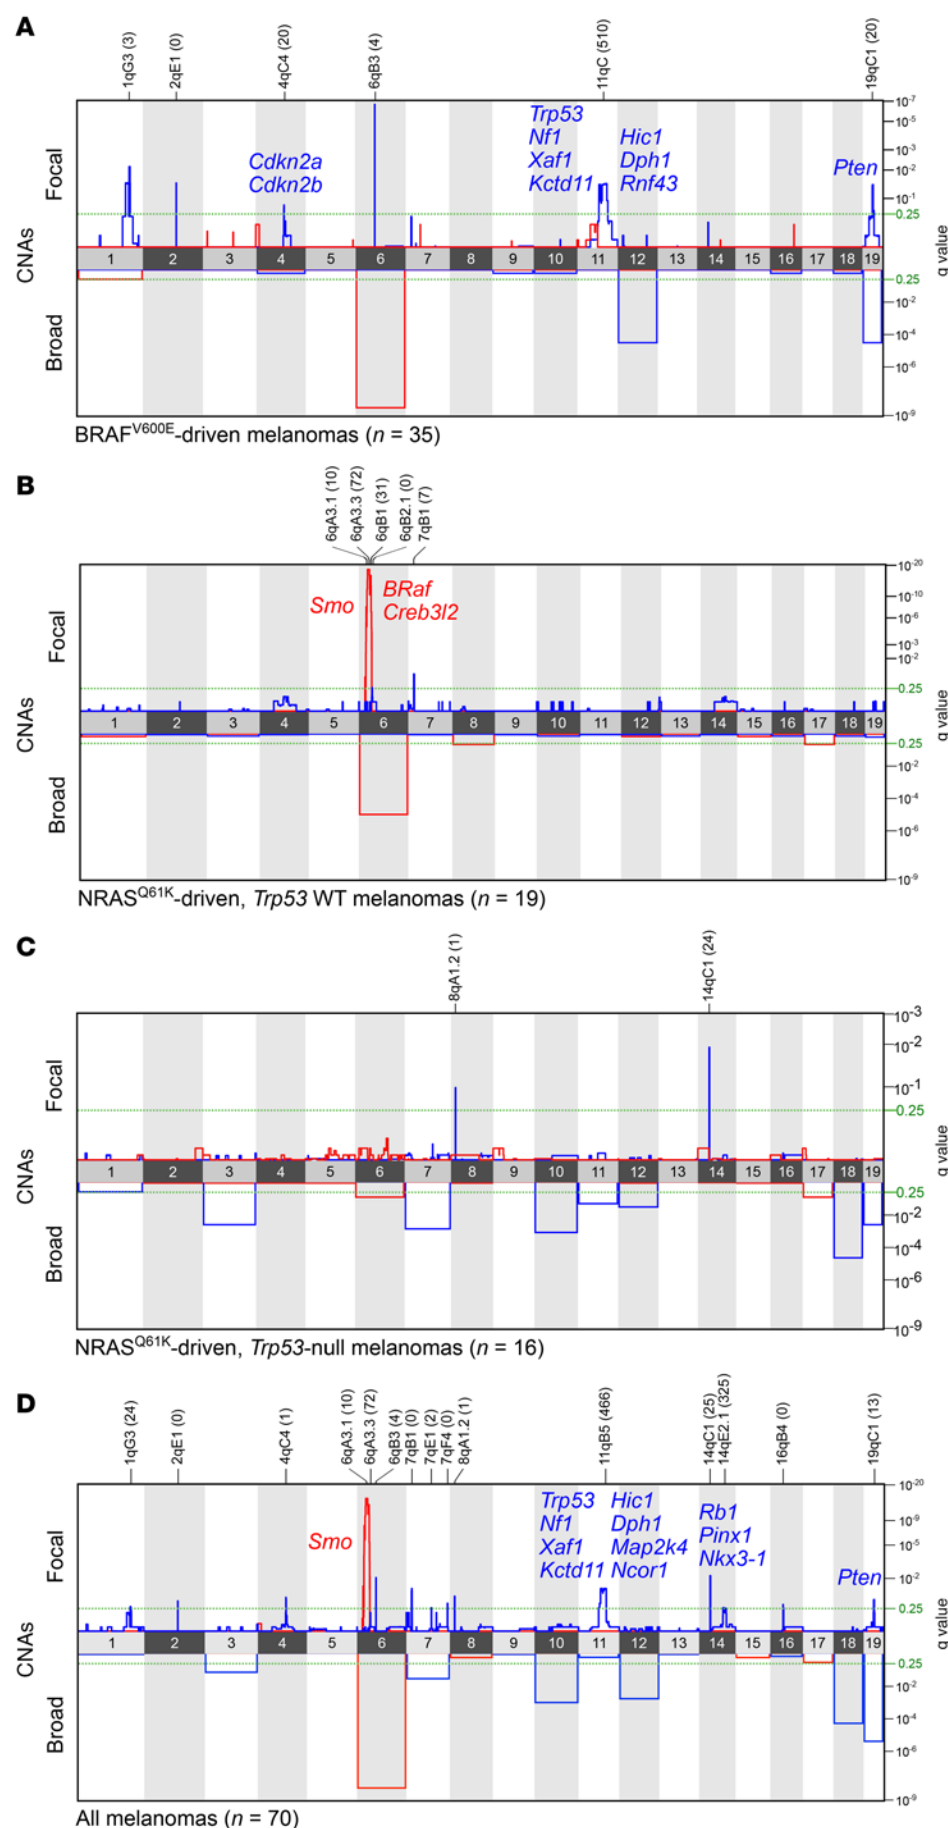 A
1qG3 (3)
2qE1 (0)
4qC4 (20)
6qB3 (4)
11qC (510)
19qC1 (20)
Focal
CNAs
Broad
Cdkn2a
Cdkn2b
Trp53
Nf1
Xaf1
Kctd11
Hic1
Dph1
Rnf43
Pten
10-7
10-5
10-3
10-2
10-1
0.25
1 2 3 4 5 6 7 8 9 10 11 12 13 14 15 16 17 18 19
0.25
10-2
10-4
10-6
10-9
q value
BRAFV600E-driven melanomas (n = 35)
B
6qA3.1 (10)
6qA3.3 (72)
6qB1 (31)
6qB2.1 (0)
7qB1 (7)
Focal
CNAs
Broad
Smo
BRaf
Creb3l2
10-20
10-10
10-6
10-3
10-2
0.25
1 2 3 4 5 6 7 8 9 10 11 12 13 14 15 16 17 18 19
0.25
10-2
10-4
10-6
10-9
q value
NRASQ61K-driven, Trp53 WT melanomas (n = 19)
C
8qA1.2 (1)
14qC1 (24)
Focal
CNAs
Broad
10-3
10-2
10-1
0.25
1 2 3 4 5 6 7 8 9 10 11 12 13 14 15 16 17 18 19
0.25
10-2
10-4
10-6
10-9
q value
NRASQ61K-driven, Trp53-null melanomas (n = 16)
D
1qG3 (24)
2qE1 (0)
4qC4 (1)
6qA3.1 (10)
6qA3.3 (72)
6qB3 (4)
7qB1 (0)
7qE1 (2)
7qF4 (0)
8qA1.2 (1)
11qB5 (466)
14qC1 (25)
14qE2.1 (325)
16qB4 (0)
19qC1 (13)
Focal
CNAs
Broad
Smo
Trp53
Nf1
Xaf1
Kctd11
Hic1
Dph1
Map2k4
Ncor1
Rb1
Pinx1
Nkx3-1
Pten
10-20
10-9
10-5
10-2
0.25
1 2 3 4 5 6 7 8 9 10 11 12 13 14 15 16 17 18 19
0.25
10-2
10-4
10-6
10-9
q value
All melanomas (n = 70)